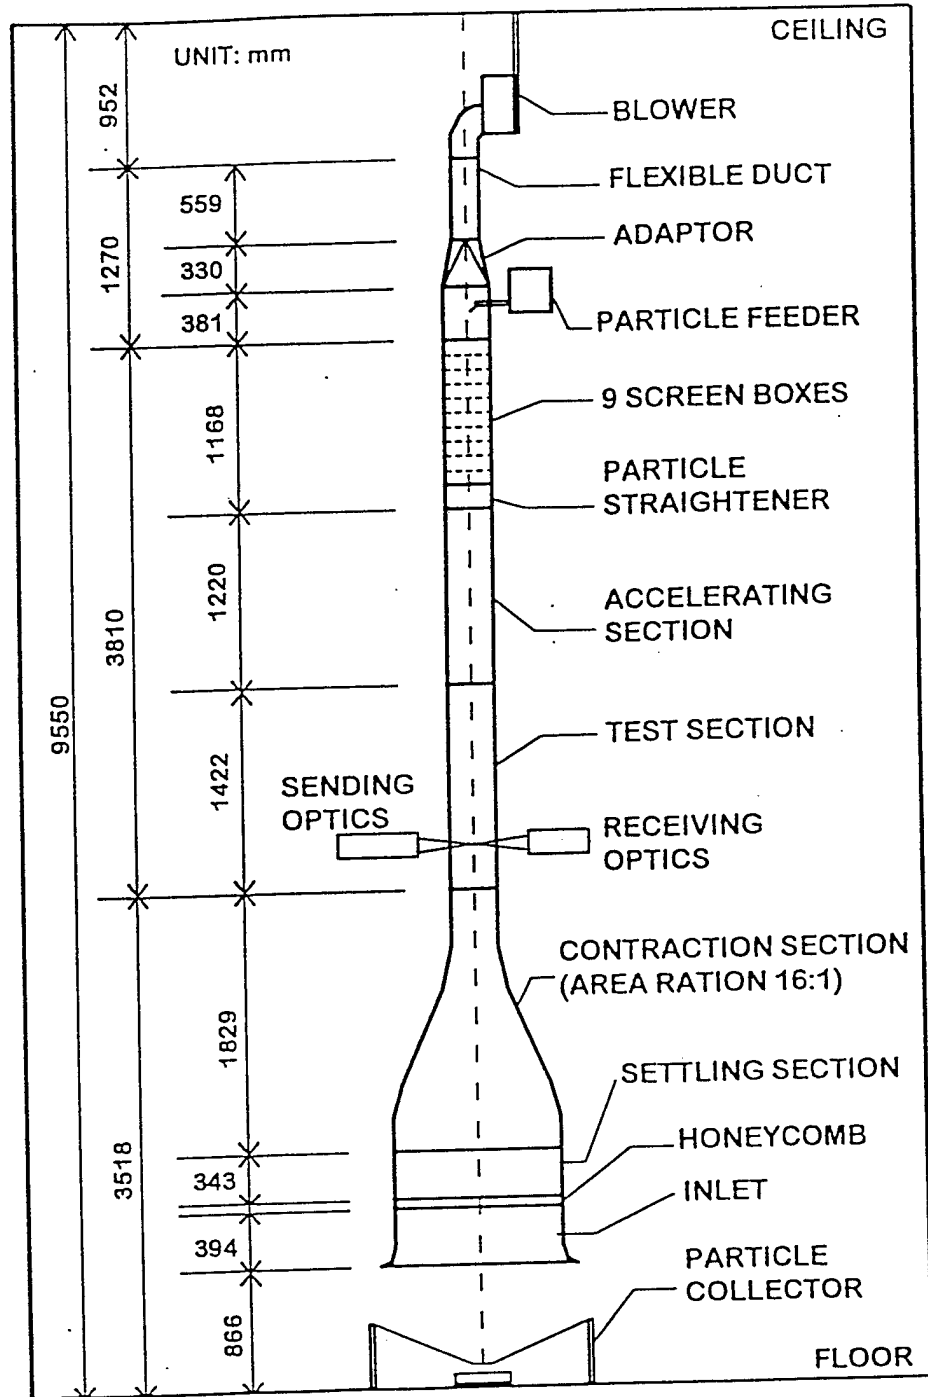 CEILING
UNIT: mm
BLOWER
FLEXIBLE DUCT
ADAPTOR
PARTICLE FEEDER
9 SCREEN BOXES
PARTICLE
STRAIGHTENER
ACCELERATING
SECTION
TEST SECTION
SENDING
OPTICS
RECEIVING
OPTICS
CONTRACTION SECTION
(AREA RATION 16:1)
SETTLING SECTION
HONEYCOMB
INLET
PARTICLE
COLLECTOR
FLOOR
9550
952
1270
3810
3518
559
330
381
1168
1220
1422
1829
343
394
866